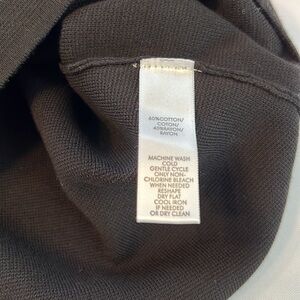 60%COTTON/
COTON/
40%RAYON/
RAYON
MACHINE WASH
COLD
GENTLE CYCLE
ONLY NON-
CHLORINE BLEACH
WHEN NEEDED
RESHAPE
DRY FLAT
COOL IRON
IF NEEDED
OR DRY CLEAN